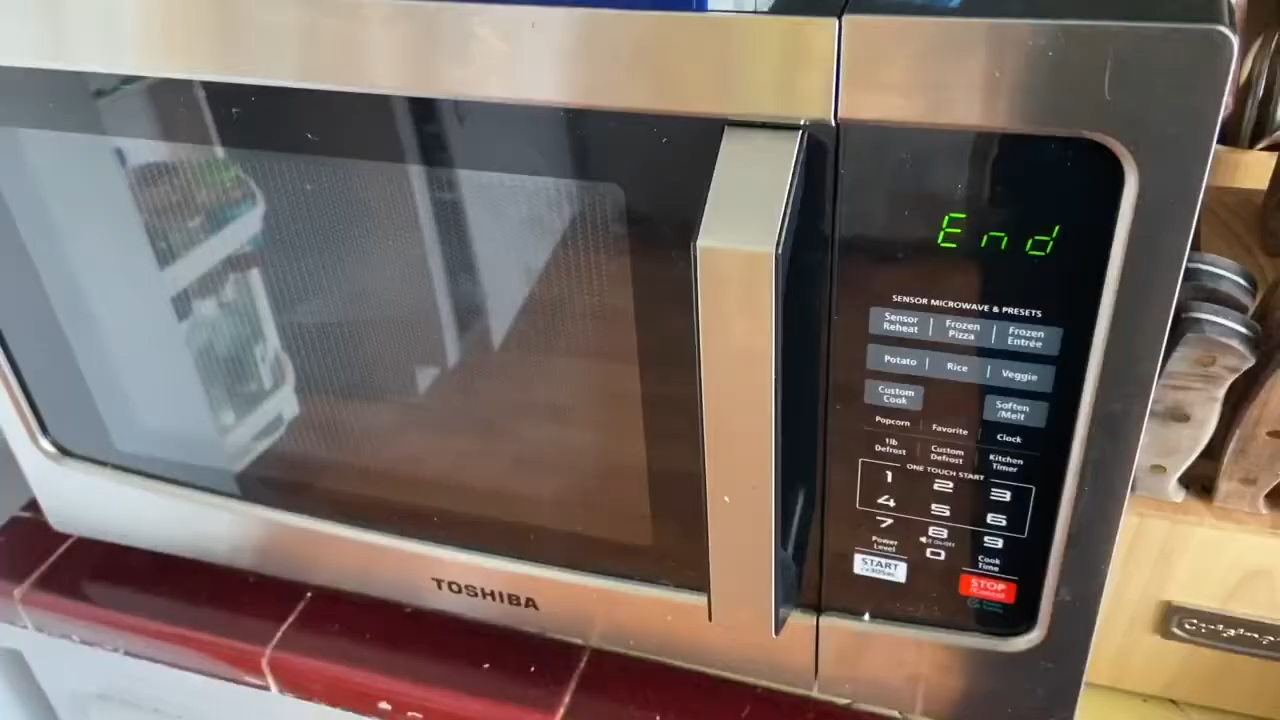 End
SENSOR MICROWAVE & PRESETS
Sensor Reheat
Frozen Pizza
Frozen Entrée
Potato
Rice
Veggie
Custom Cook
Soften /Melt
Popcorn
Favorite
Clock
1lb Defrost
Custom Defrost
Kitchen Timer
ONE TOUCH START
1 2 3
4 5 6
7 8 9
Power Level
0
Cook Time
START
/+30Sec.
STOP
/Cancel
TOSHIBA